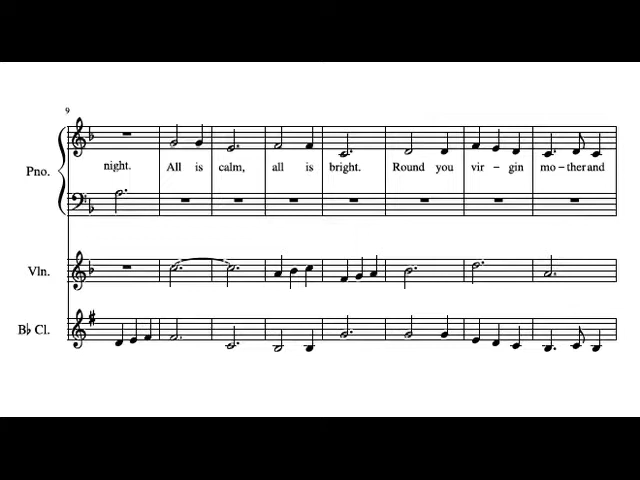 9
Pno.
night. All is calm, all is bright. Round you vir - gin mo - ther and
Vln.
B♭ Cl.